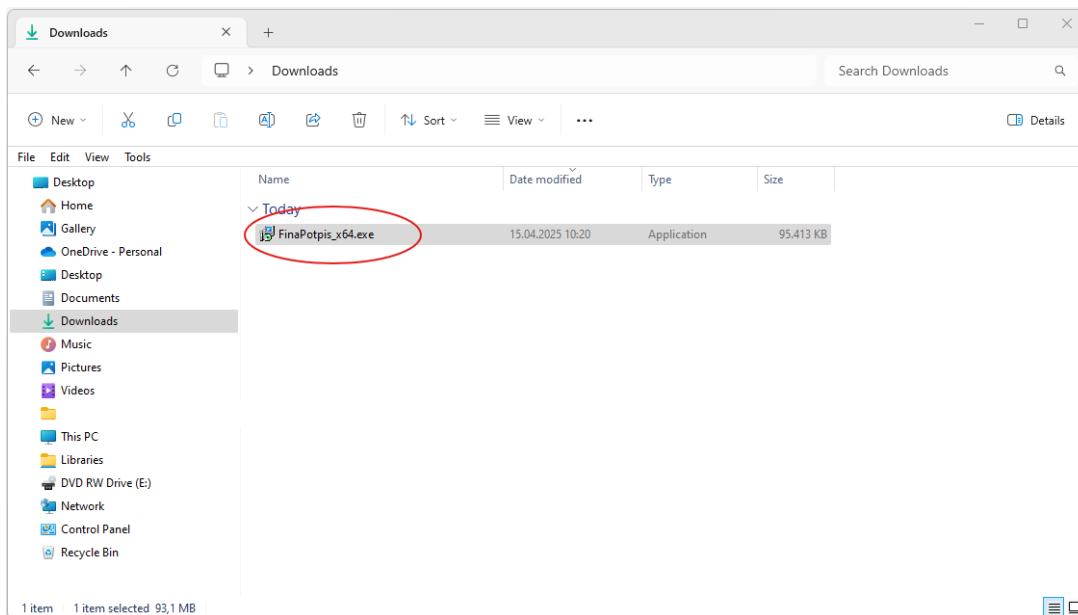 Downloads
Downloads
Search Downloads
New
Sort
View
Details
File Edit View Tools
Name Date modified Type Size
Desktop
Home
Gallery
OneDrive - Personal
Desktop
Documents
Downloads
Music
Pictures
Videos
This PC
Libraries
DVD RW Drive (E:)
Network
Control Panel
Recycle Bin
Today
FinaPotpis_x64.exe 15.04.2025 10:20 Application 95.413 KB
1 item 1 item selected 93,1 MB